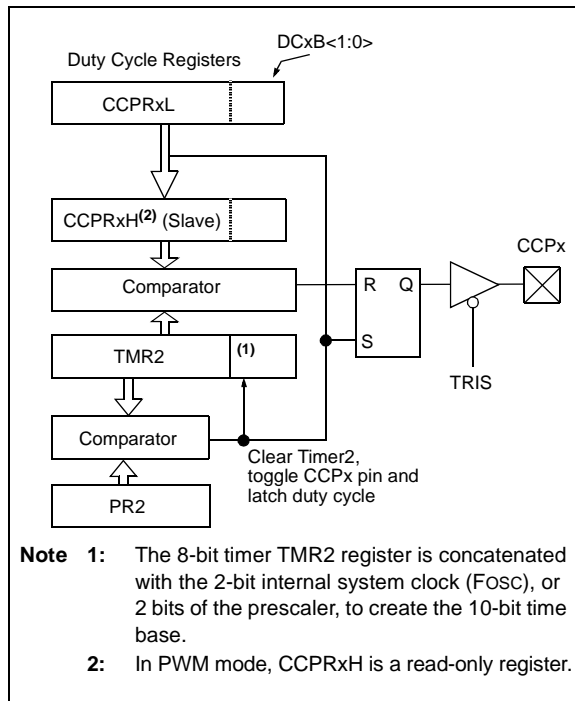 DCxB<1:0>
Duty Cycle Registers
CCPRxL
CCPRxH(2) (Slave)
CCPx
Comparator
R Q
S
TMR2 (1)
TRIS
Comparator
Clear Timer2,
toggle CCPx pin and
latch duty cycle
PR2
Note 1: The 8-bit timer TMR2 register is concatenated
with the 2-bit internal system clock (FOSC), or
2 bits of the prescaler, to create the 10-bit time
base.
2: In PWM mode, CCPRxH is a read-only register.